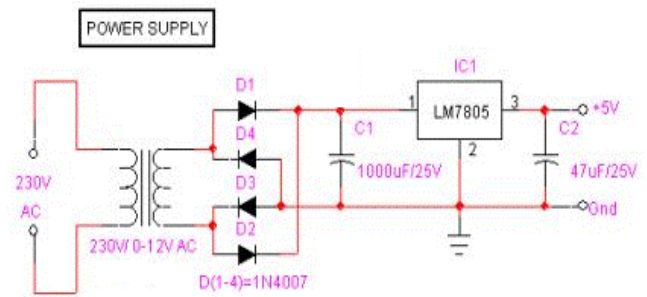 POWER SUPPLY
D1
IC1
1
LM7805
3
+5V
D4
C1
2
C2
1000uF/25V
47uF/25V
230V
AC
D3
D2
Gnd
230V/ 0-12V AC
D(1-4)=1N4007